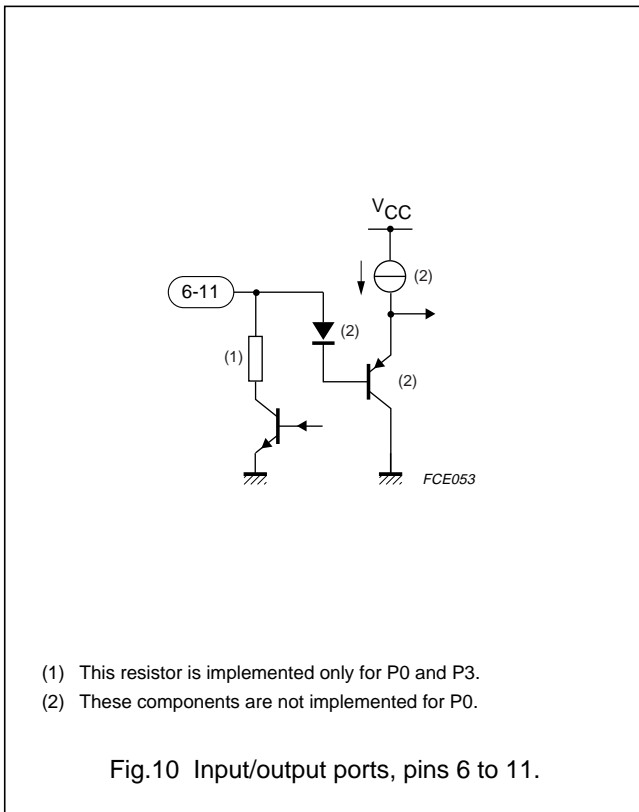 VCC
(2)
6-11
(2)
(1)
(2)
FCE053
(1) This resistor is implemented only for P0 and P3.
(2) These components are not implemented for P0.
Fig.10 Input/output ports, pins 6 to 11.